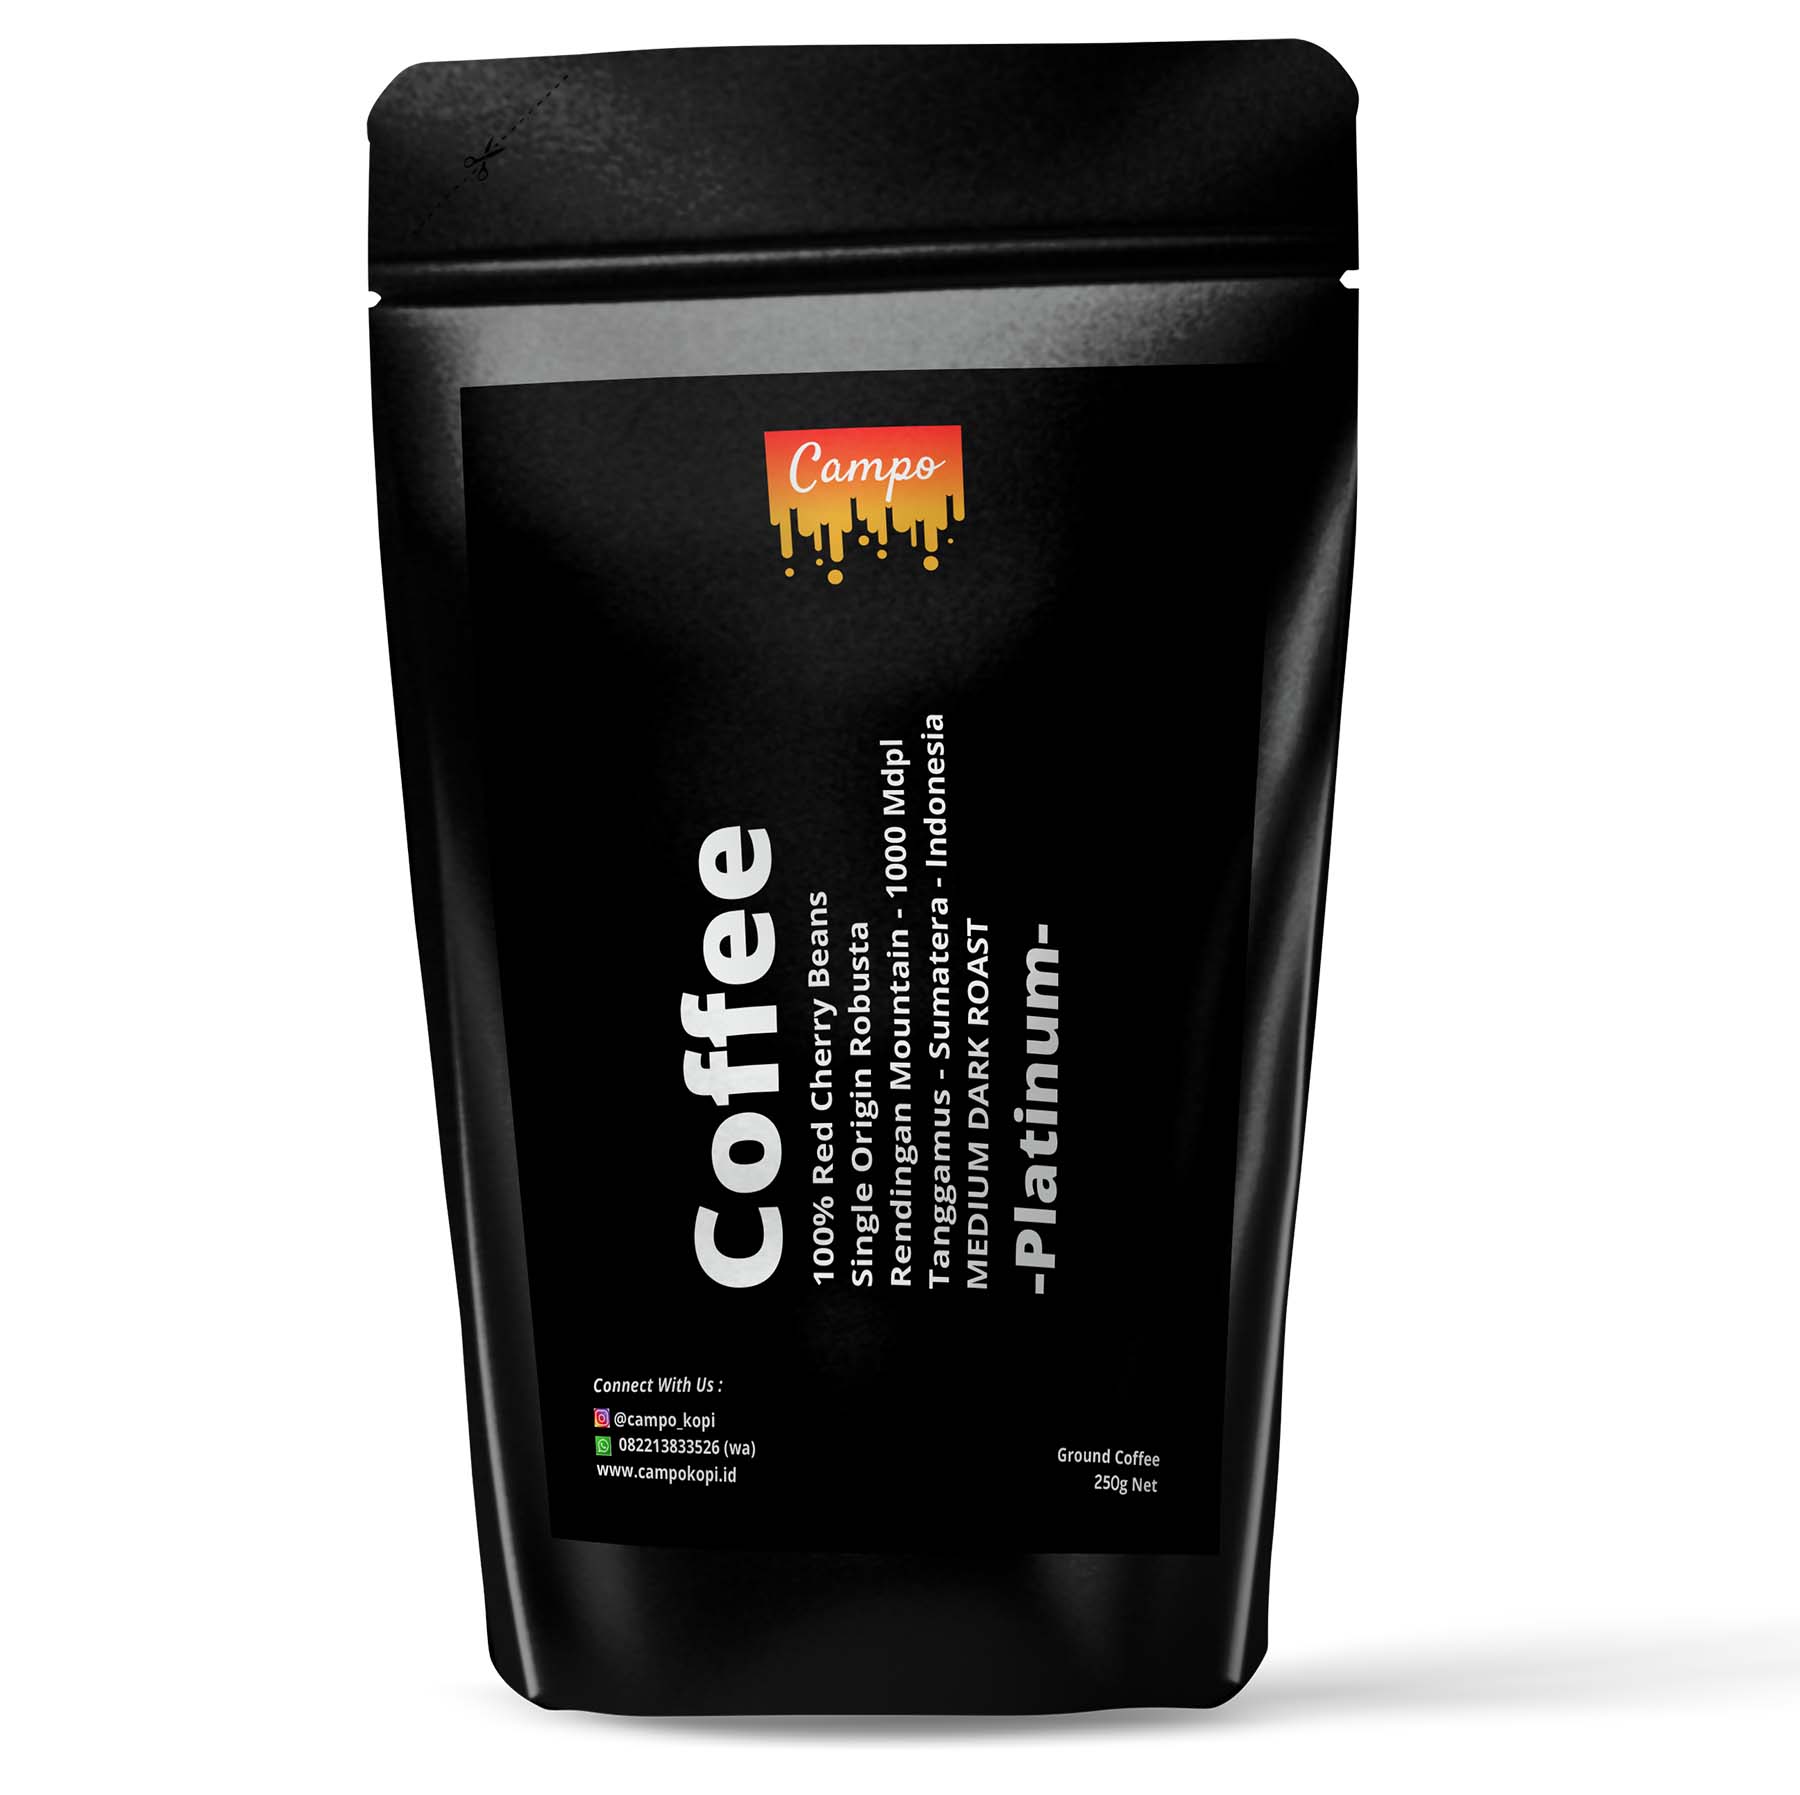 Campo
Coffee
100% Red Cherry Beans
Single Origin Robusta
Rendingan Mountain - 1000 Mdpl
Tanggamus - Sumatera - Indonesia
MEDIUM DARK ROAST
-Platinum-
Connect With Us :
@campo_kopi
082213833526 (wa)
www.campokopi.id
Ground Coffee
250g Net